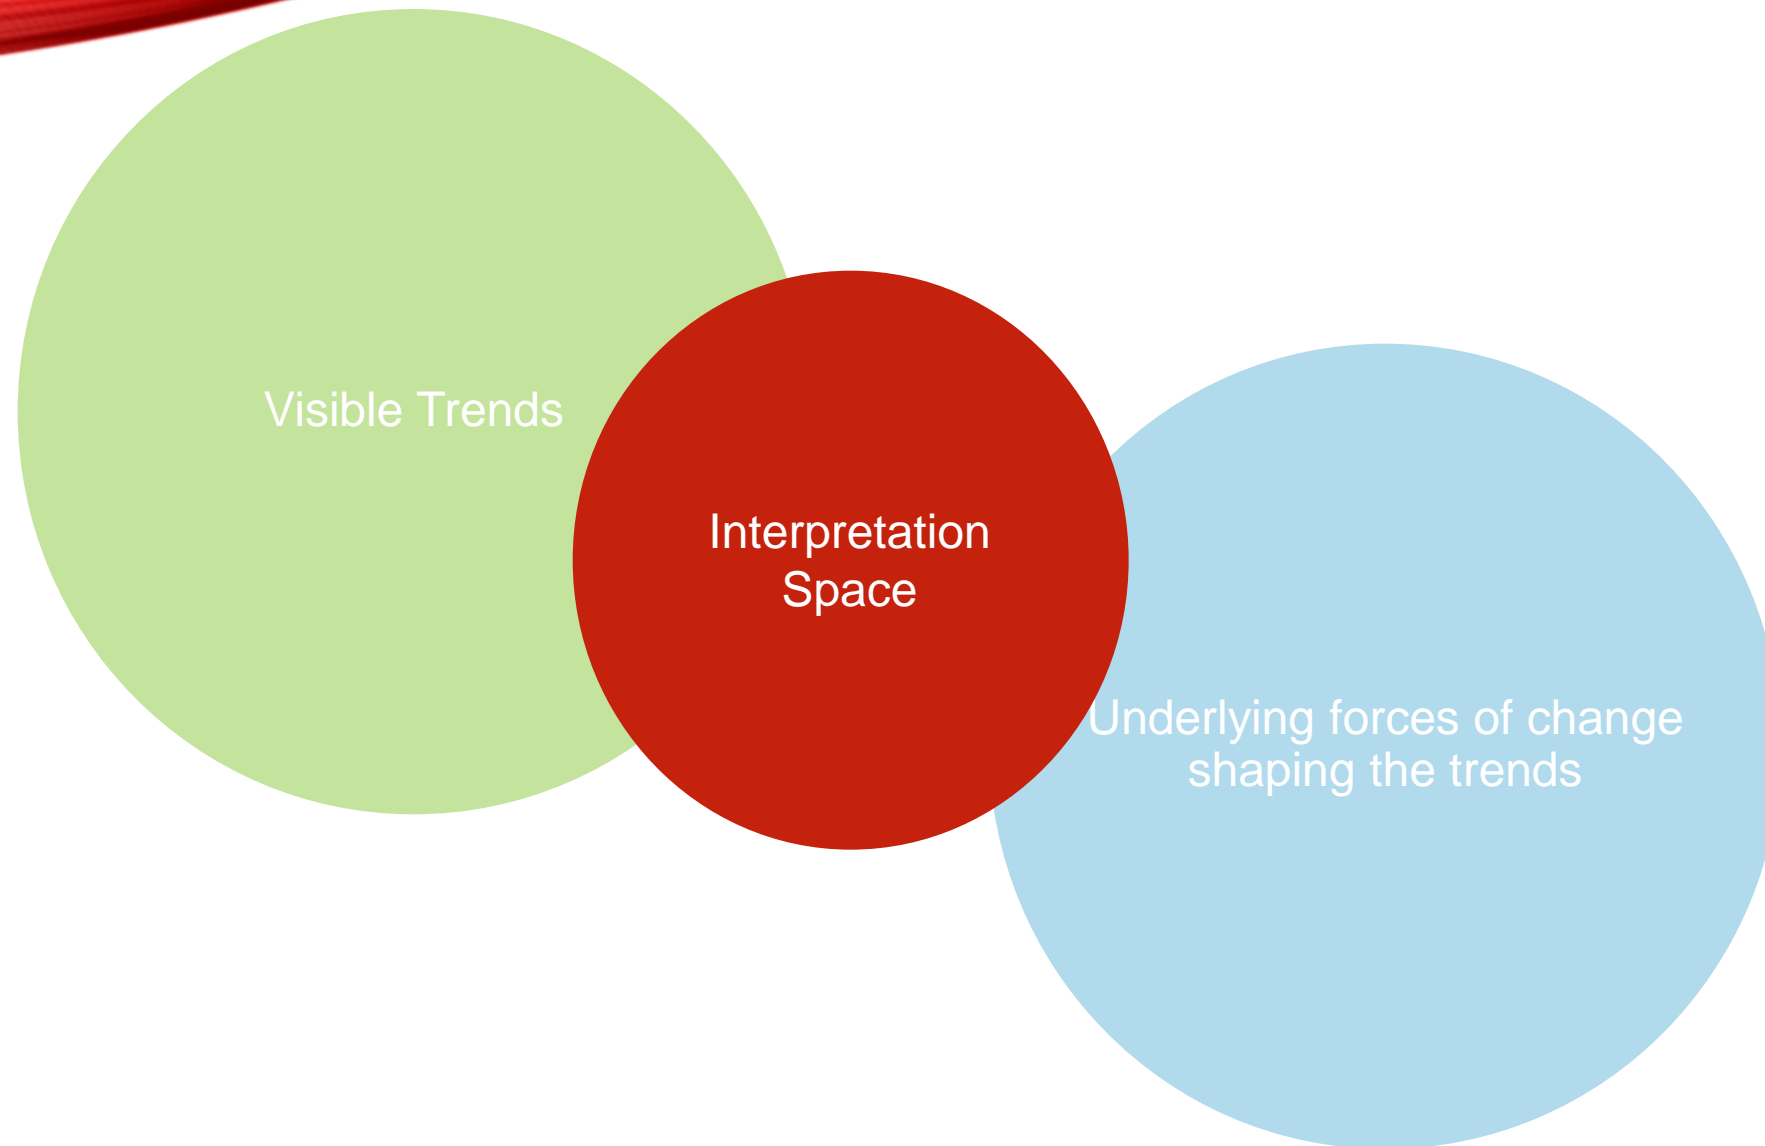 Visible Trends
Interpretation
Space
Underlying forces of change
shaping the trends